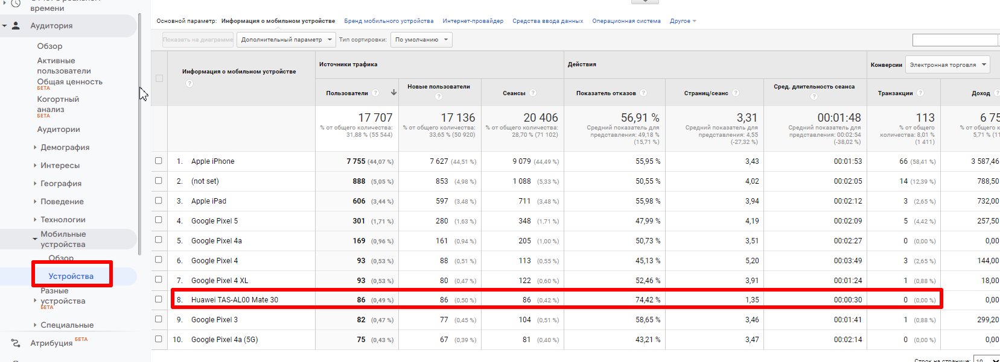 времени
Аудитория
Обзор
Активные
пользователи
Общая ценность
БЕТА
Когортный
анализ
БЕТА
Аудитории
Демография
Интересы
География
Поведение
Технологии
Мобильные
устройства
Обзор
Устройства
Разные
устройства
БЕТА
Специальные
Атрибуция БЕТА
Основной параметр: Информация о мобильном устройстве Бренд мобильного устройства Интернет-провайдер Средства ввода данных Операционная система Другое
Показать на диаграмме Дополнительный параметр Тип сортировки: По умолчанию
Информация о мобильном устройстве ?
Источники трафика Действия Конверсии Электронная торговля
Пользователи ? Новые пользователи ? Сеансы ? Показатель отказов ? Страниц/сеанс ? Сред. длительность сеанса ? Транзакции ? Доход ?
17 707 17 136 20 406 56,91 % 3,31 00:01:48 113 6 75
% от общего количества: % от общего количества: % от общего количества: Средний показатель для Средний показатель для Средний показатель для % от общего % от общего к
31,88 % (55 544) 33,65 % (50 920) 28,70 % (71 102) представления: 49,18 % представления: 4,55 представления: 00:02:54 количества: 8,01 % 5,71 % (11
(15,71 %) (-27,32 %) (-38,02 %) (1 411)
1. Apple iPhone 7 755 (44,07 %) 7 627 (44,51 %) 9 079 (44,49 %) 55,95 % 3,43 00:01:53 66 (58,41 %) 3 587,46
2. (not set) 888 (5,05 %) 853 (4,98 %) 1 088 (5,33 %) 50,55 % 4,02 00:02:05 14 (12,39 %) 788,50
3. Apple iPad 606 (3,44 %) 597 (3,48 %) 711 (3,48 %) 55,98 % 3,94 00:02:12 3 (2,65 %) 732,00
4. Google Pixel 5 301 (1,71 %) 280 (1,63 %) 348 (1,71 %) 47,99 % 4,19 00:02:09 5 (4,42 %) 257,50
5. Google Pixel 4a 169 (0,96 %) 161 (0,94 %) 205 (1,00 %) 50,73 % 3,51 00:02:27 0 (0,00 %) 0,00
6. Google Pixel 4 93 (0,53 %) 88 (0,51 %) 113 (0,55 %) 45,13 % 5,20 00:03:49 3 (2,65 %) 144,00
7. Google Pixel 4 XL 93 (0,53 %) 80 (0,47 %) 122 (0,60 %) 52,46 % 3,91 00:01:24 1 (0,88 %) 18,00
8. Huawei TAS-AL00 Mate 30 86 (0,49 %) 86 (0,50 %) 86 (0,42 %) 74,42 % 1,35 00:00:30 0 (0,00 %) 0,00
9. Google Pixel 3 82 (0,47 %) 77 (0,45 %) 104 (0,51 %) 58,65 % 3,46 00:01:41 1 (0,88 %) 299,20
10. Google Pixel 4a (5G) 75 (0,43 %) 67 (0,39 %) 81 (0,40 %) 43,21 % 3,47 00:02:14 0 (0,00 %) 0,00
Строк на странице: 10